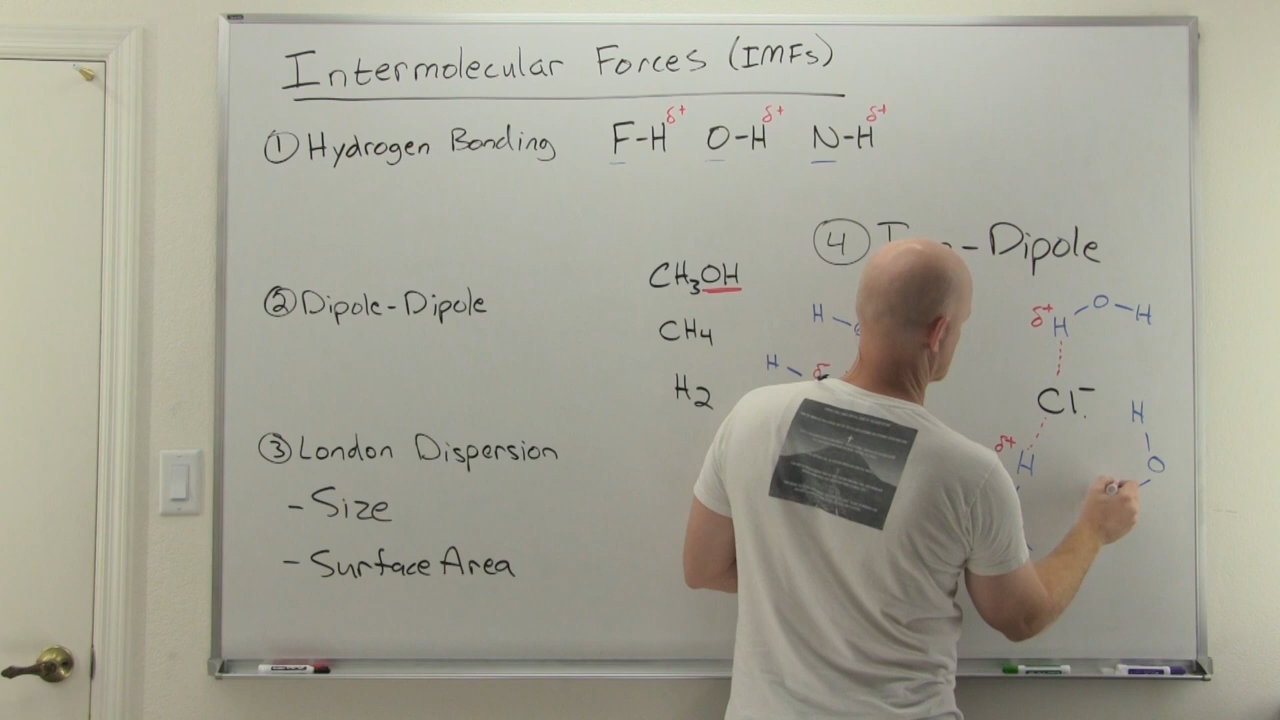 Intermolecular Forces (IMFs)
① Hydrogen Bonding F-H δ+ O-H δ+ N-H δ+
④ -Dipole
② Dipole-Dipole
CH3OH
CH4
H2
③ London Dispersion
- Size
- Surface Area
H
H δ-
δ+ H O H
Cl-
δ+ H
H
O